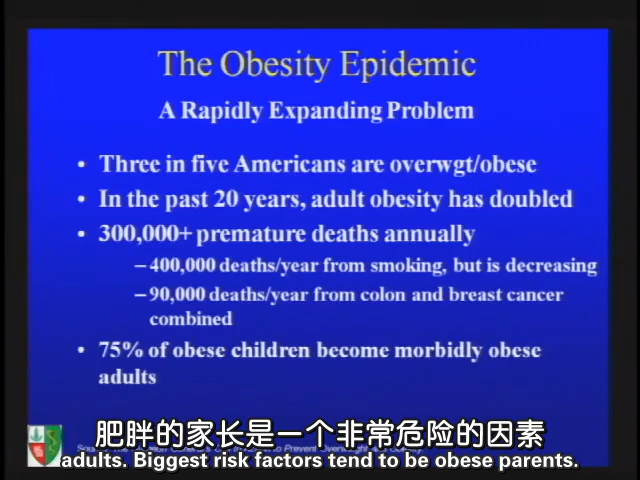 The Obesity Epidemic
A Rapidly Expanding Problem
• Three in five Americans are overwgt/obese
• In the past 20 years, adult obesity has doubled
• 300,000+ premature deaths annually
– 400,000 deaths/year from smoking, but is decreasing
– 90,000 deaths/year from colon and breast cancer
combined
• 75% of obese children become morbidly obese
adults
肥胖的家长是一个非常危险的因素
adults. Biggest risk factors tend to be obese parents.